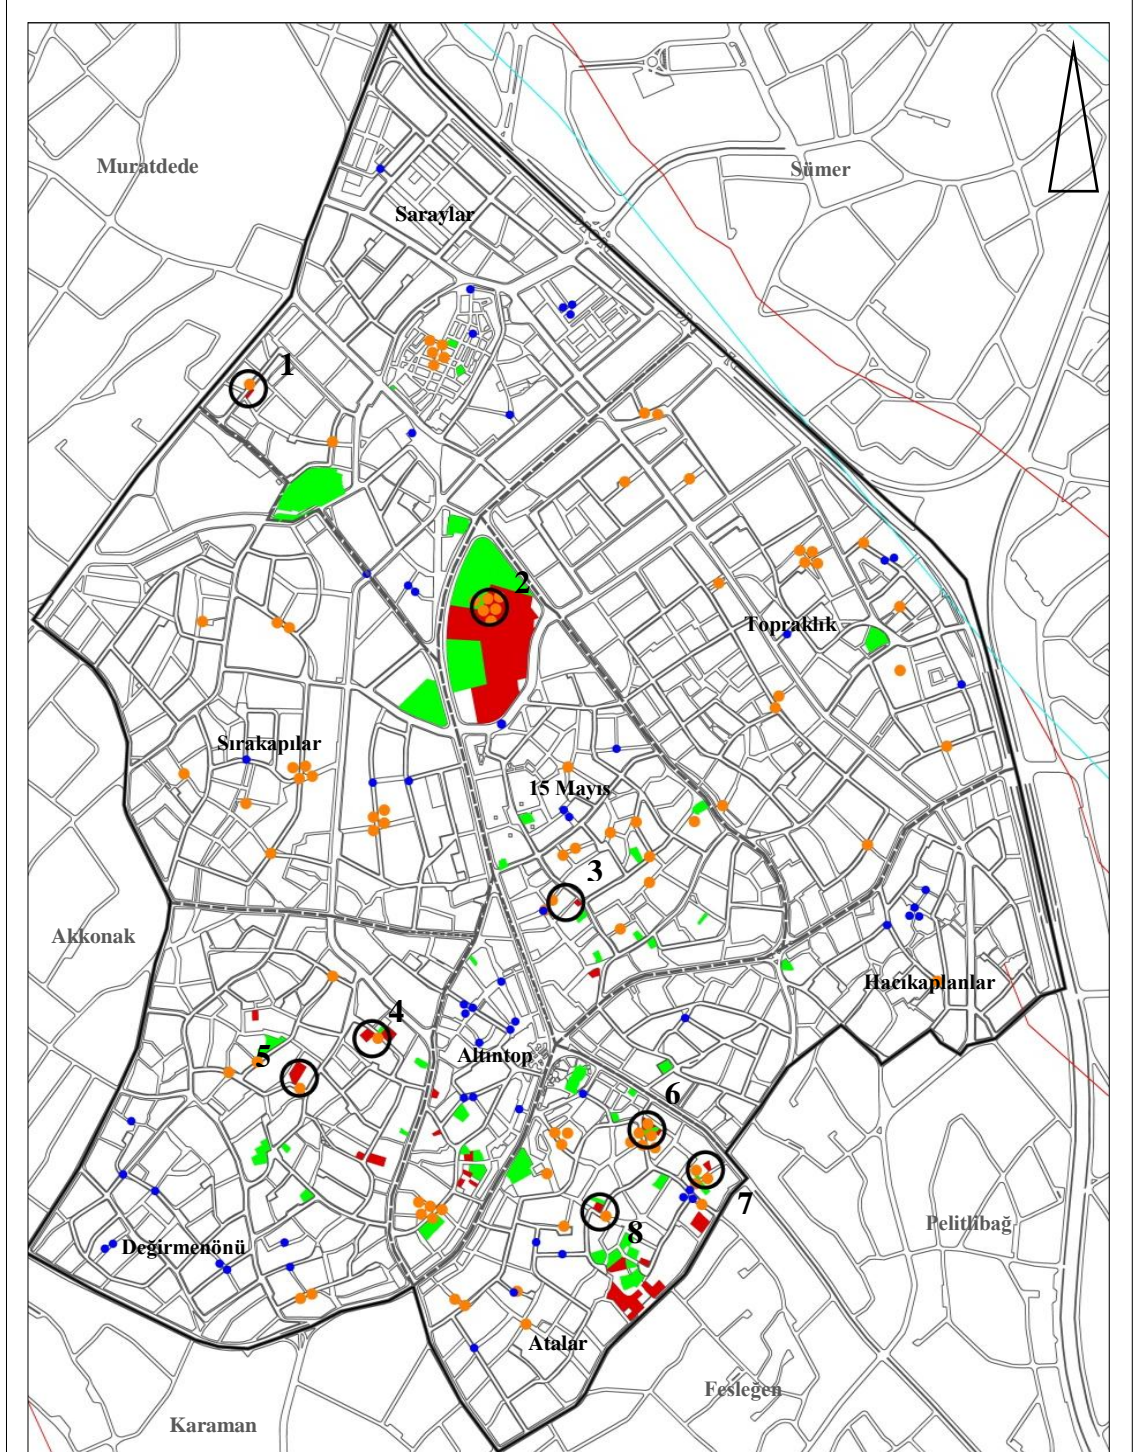 Muratdede
Sümer
Saraylar
1
2
Topraklık
Sırakapılar
15 Mayıs
3
Akkonak
Hacıkaplanlar
4
5
Altıntop
6
7
Pelitlibağ
8
Değirmenönü
Atalar
Fesleğen
Karaman